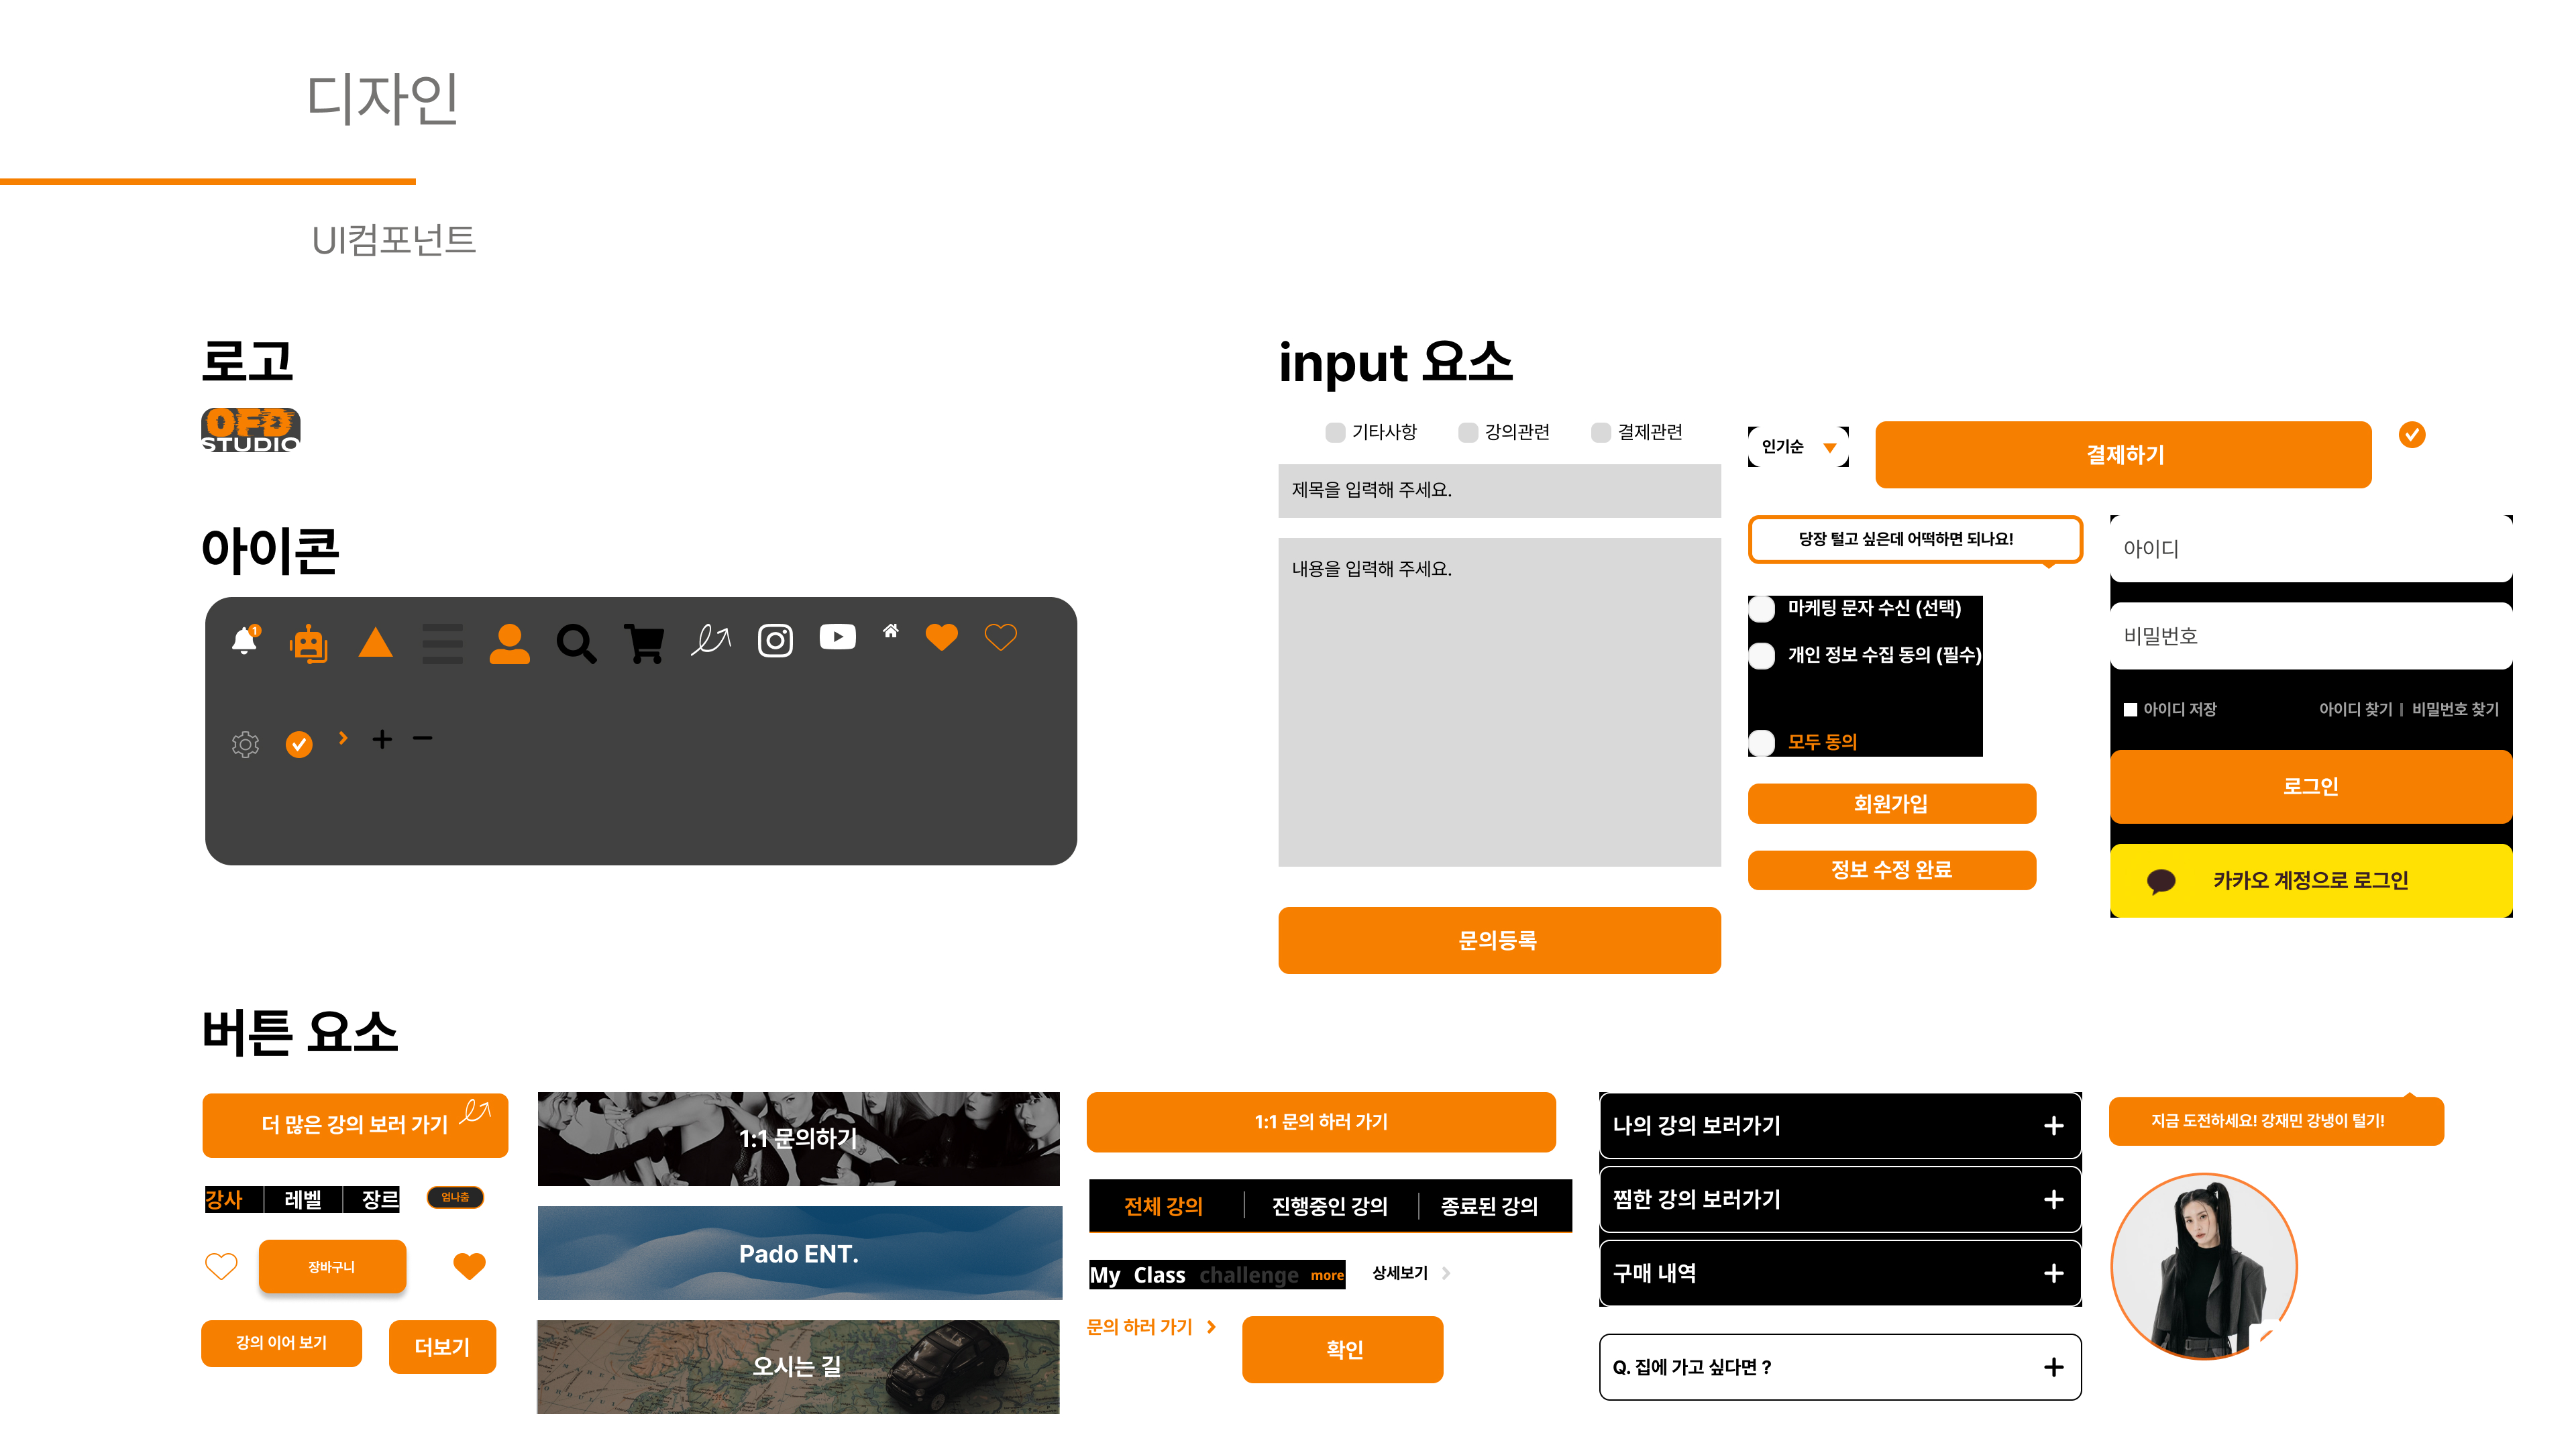 디자인
UI컴포넌트
로고
OFD
STUDIO
아이콘
1
input 요소
기타사항
강의관련
결제관련
제목을 입력해 주세요.
내용을 입력해 주세요.
문의등록
인기순
결제하기
당장 털고 싶은데 어떡하면 되나요!
마케팅 문자 수신 (선택)
개인 정보 수집 동의 (필수)
모두 동의
회원가입
정보 수정 완료
아이디
비밀번호
아이디 저장
아이디 찾기 | 비밀번호 찾기
로그인
카카오 계정으로 로그인
버튼 요소
더 많은 강의 보러 가기
강사 | 레벨 | 장르
엄나춤
장바구니
강의 이어 보기
더보기
1:1 문의하기
Pado ENT.
오시는 길
1:1 문의 하러 가기
전체 강의 | 진행중인 강의 | 종료된 강의
My Class challenge more
상세보기
문의 하러 가기
확인
나의 강의 보러가기
찜한 강의 보러가기
구매 내역
Q. 집에 가고 싶다면 ?
지금 도전하세요! 강재민 강냉이 털기!